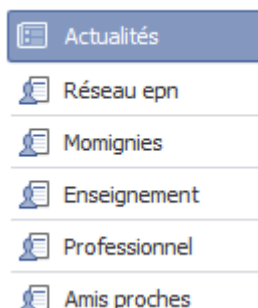 Actualités
Réseau epn
Momignies
Enseignement
Professionnel
Amis proches